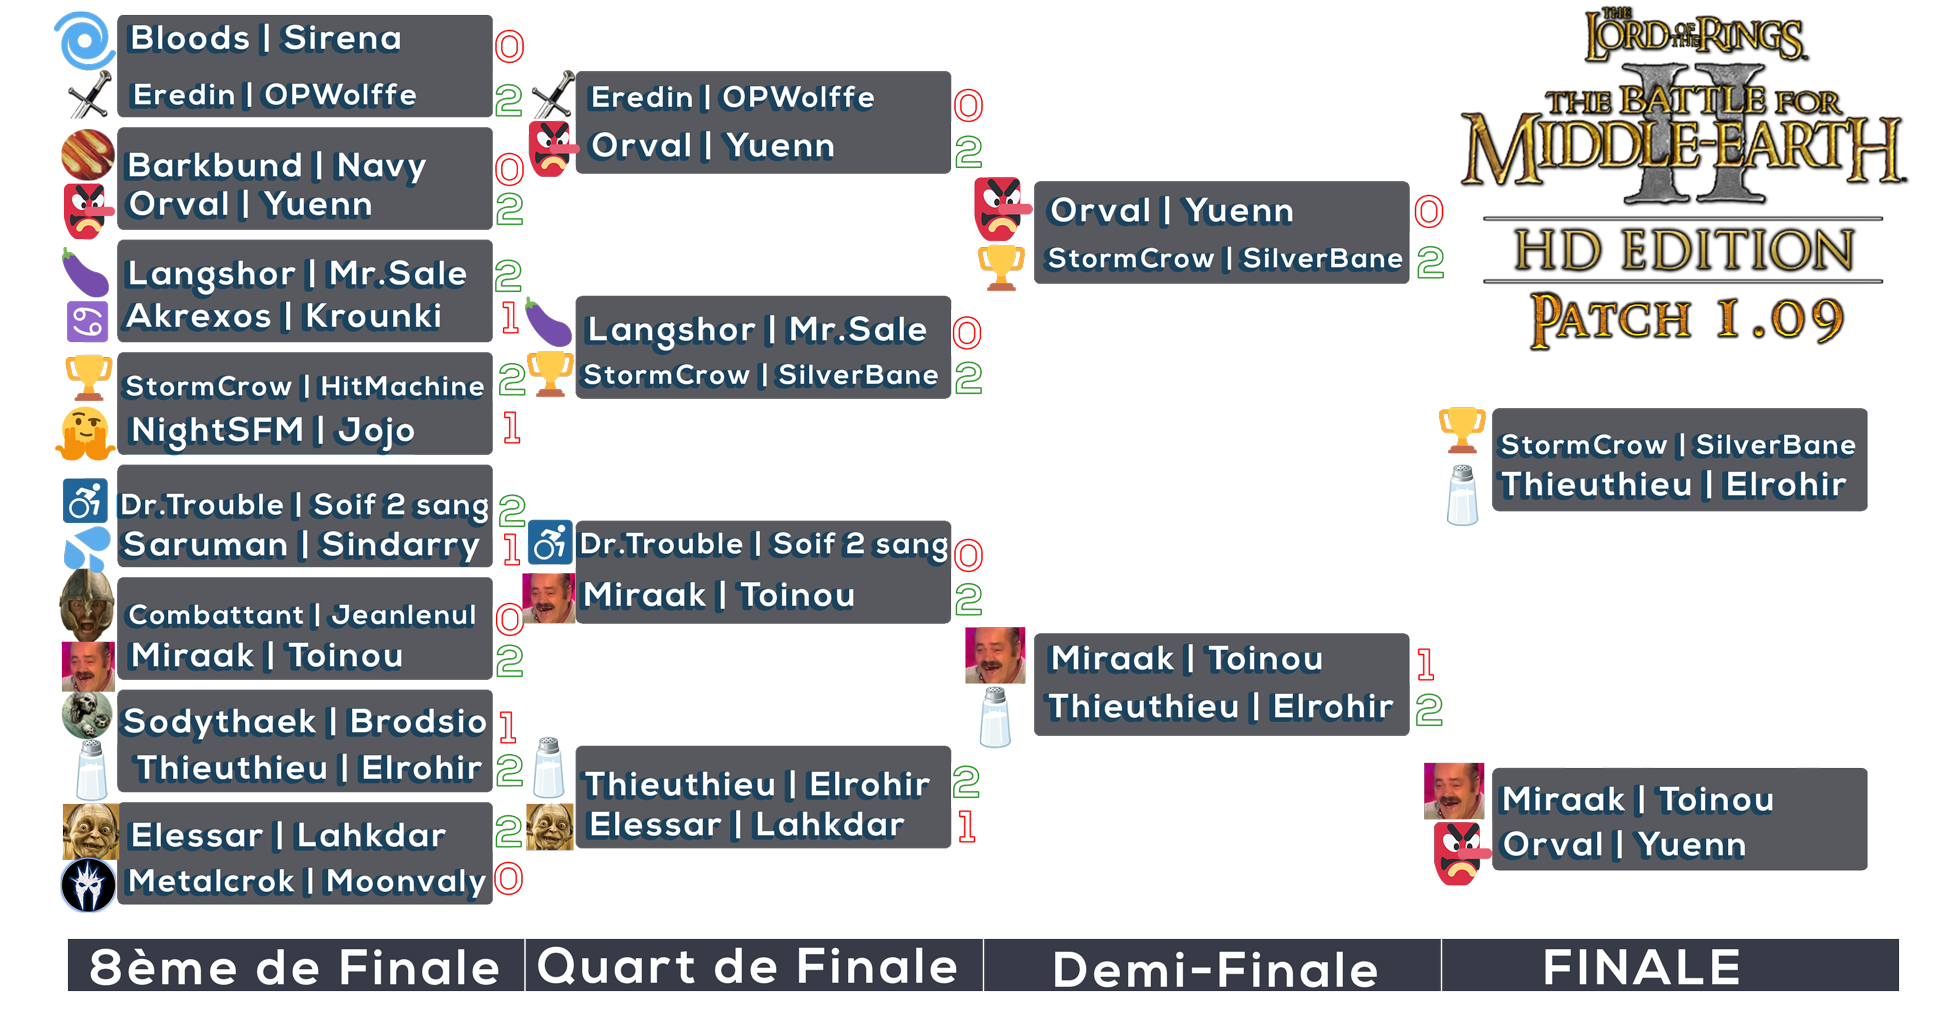 Bloods | Sirena 0
Eredin | OPWolffe 2
Barkbund | Navy 0
Orval | Yuenn 2
Langshor | Mr.Sale 2
Akrexos | Krounki 1
StormCrow | HitMachine 2
NightSFM | Jojo 1
Dr.Trouble | Soif 2 sang 2
Saruman | Sindarry 1
Combattant | Jeanlenul 0
Miraak | Toinou 2
Sodythaek | Brodsio 1
Thieuthieu | Elrohir 2
Elessar | Lahkdar 2
Metalcrok | Moonvaly 0
8ème de Finale
Eredin | OPWolffe 0
Orval | Yuenn 2
Langshor | Mr.Sale 0
StormCrow | SilverBane 2
Dr.Trouble | Soif 2 sang 0
Miraak | Toinou 2
Thieuthieu | Elrohir 2
Elessar | Lahkdar 1
Quart de Finale
Orval | Yuenn 0
StormCrow | SilverBane 2
Miraak | Toinou 1
Thieuthieu | Elrohir 2
Demi-Finale
THE
LORD OF THE RINGS
II
THE BATTLE FOR
MIDDLE-EARTH
HD EDITION
PATCH 1.09
StormCrow | SilverBane
Thieuthieu | Elrohir
Miraak | Toinou
Orval | Yuenn
FINALE